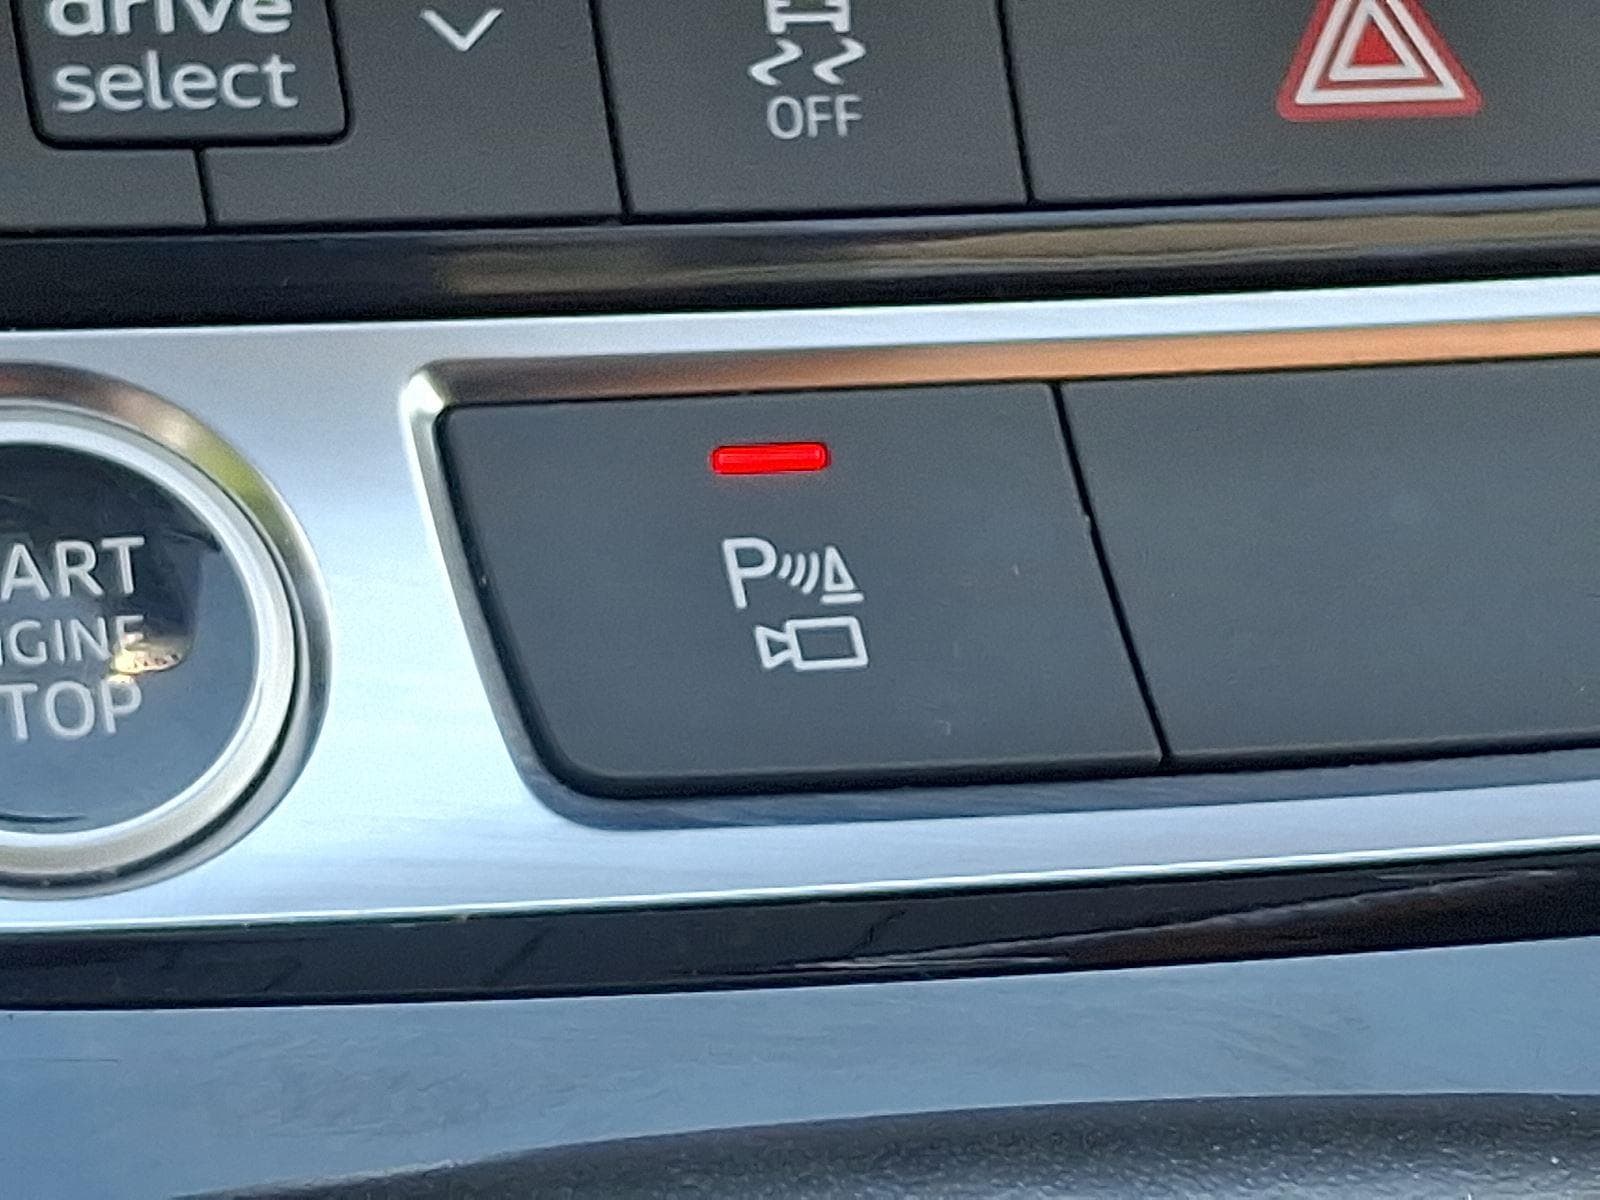 drive
select
OFF
ART
GINE
TOP
P